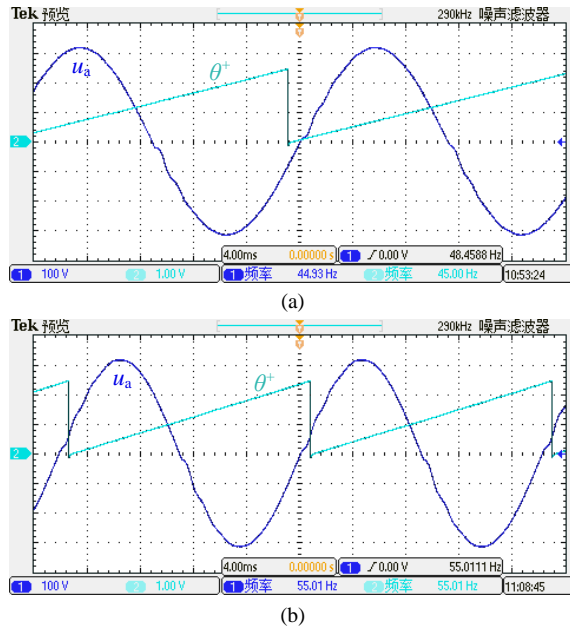 Tek 预览 290kHz 噪声滤波器
uₐ θ⁺
2
4.00ms 0.00000 s 1 0.00 V 48.4588 Hz
1 100 V 2 1.00 V 1 频率 44.93 Hz 2 频率 45.00 Hz 10:53:24
(a)
Tek 预览 290kHz 噪声滤波器
uₐ θ⁺
2
4.00ms 0.00000 s 1 0.00 V 55.0111 Hz
1 100 V 2 1.00 V 1 频率 55.01 Hz 2 频率 55.01 Hz 11:08:45
(b)